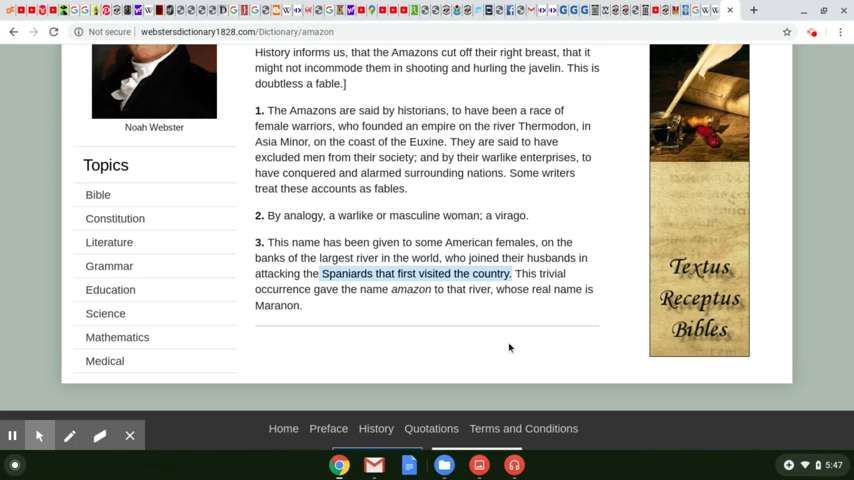 Not secure | webstersdictionary1828.com/Dictionary/amazon
History informs us, that the Amazons cut off their right breast, that it
might not incommode them in shooting and hurling the javelin. This is
doubtless a fable.]
1. The Amazons are said by historians, to have been a race of
female warriors, who founded an empire on the river Thermodon, in
Asia Minor, on the coast of the Euxine. They are said to have
excluded men from their society; and by their warlike enterprises, to
have conquered and alarmed surrounding nations. Some writers
treat these accounts as fables.
2. By analogy, a warlike or masculine woman; a virago.
3. This name has been given to some American females, on the
banks of the largest river in the world, who joined their husbands in
attacking the Spaniards that first visited the country. This trivial
occurrence gave the name amazon to that river, whose real name is
Maranon.
Noah Webster
Topics
Bible
Constitution
Literature
Grammar
Education
Science
Mathematics
Medical
Textus
Receptus
Bibles
Home Preface History Quotations Terms and Conditions
5:47